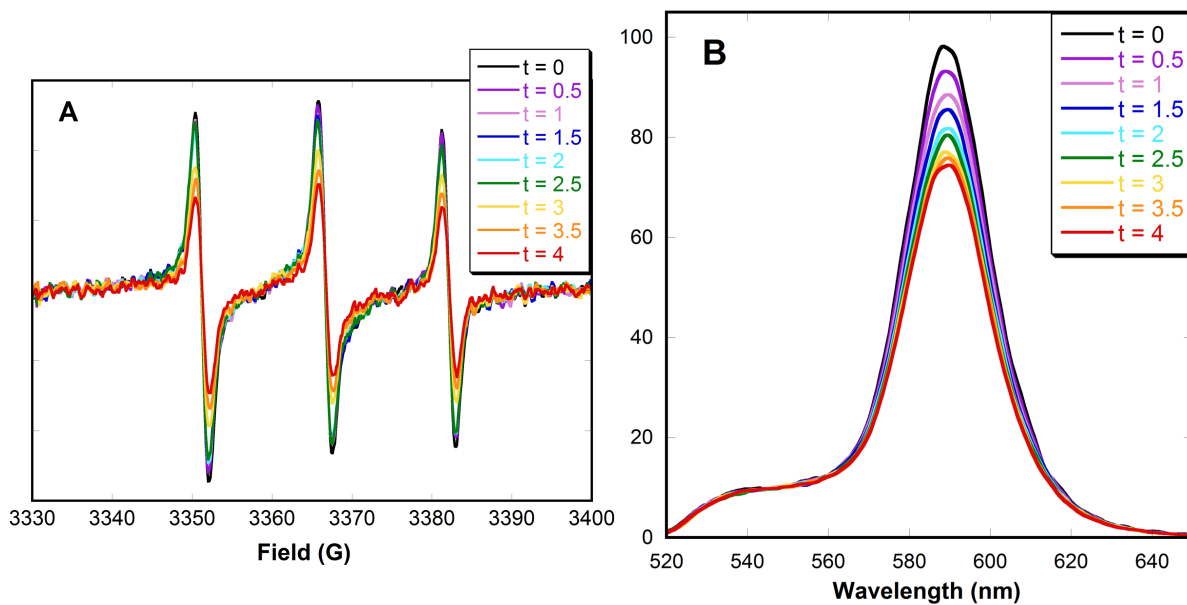 A
t = 0
t = 0.5
t = 1
t = 1.5
t = 2
t = 2.5
t = 3
t = 3.5
t = 4
3330 3340 3350 3360 3370 3380 3390 3400
Field (G)
B
t = 0
t = 0.5
t = 1
t = 1.5
t = 2
t = 2.5
t = 3
t = 3.5
t = 4
100
80
60
40
20
0
520 540 560 580 600 620 640
Wavelength (nm)